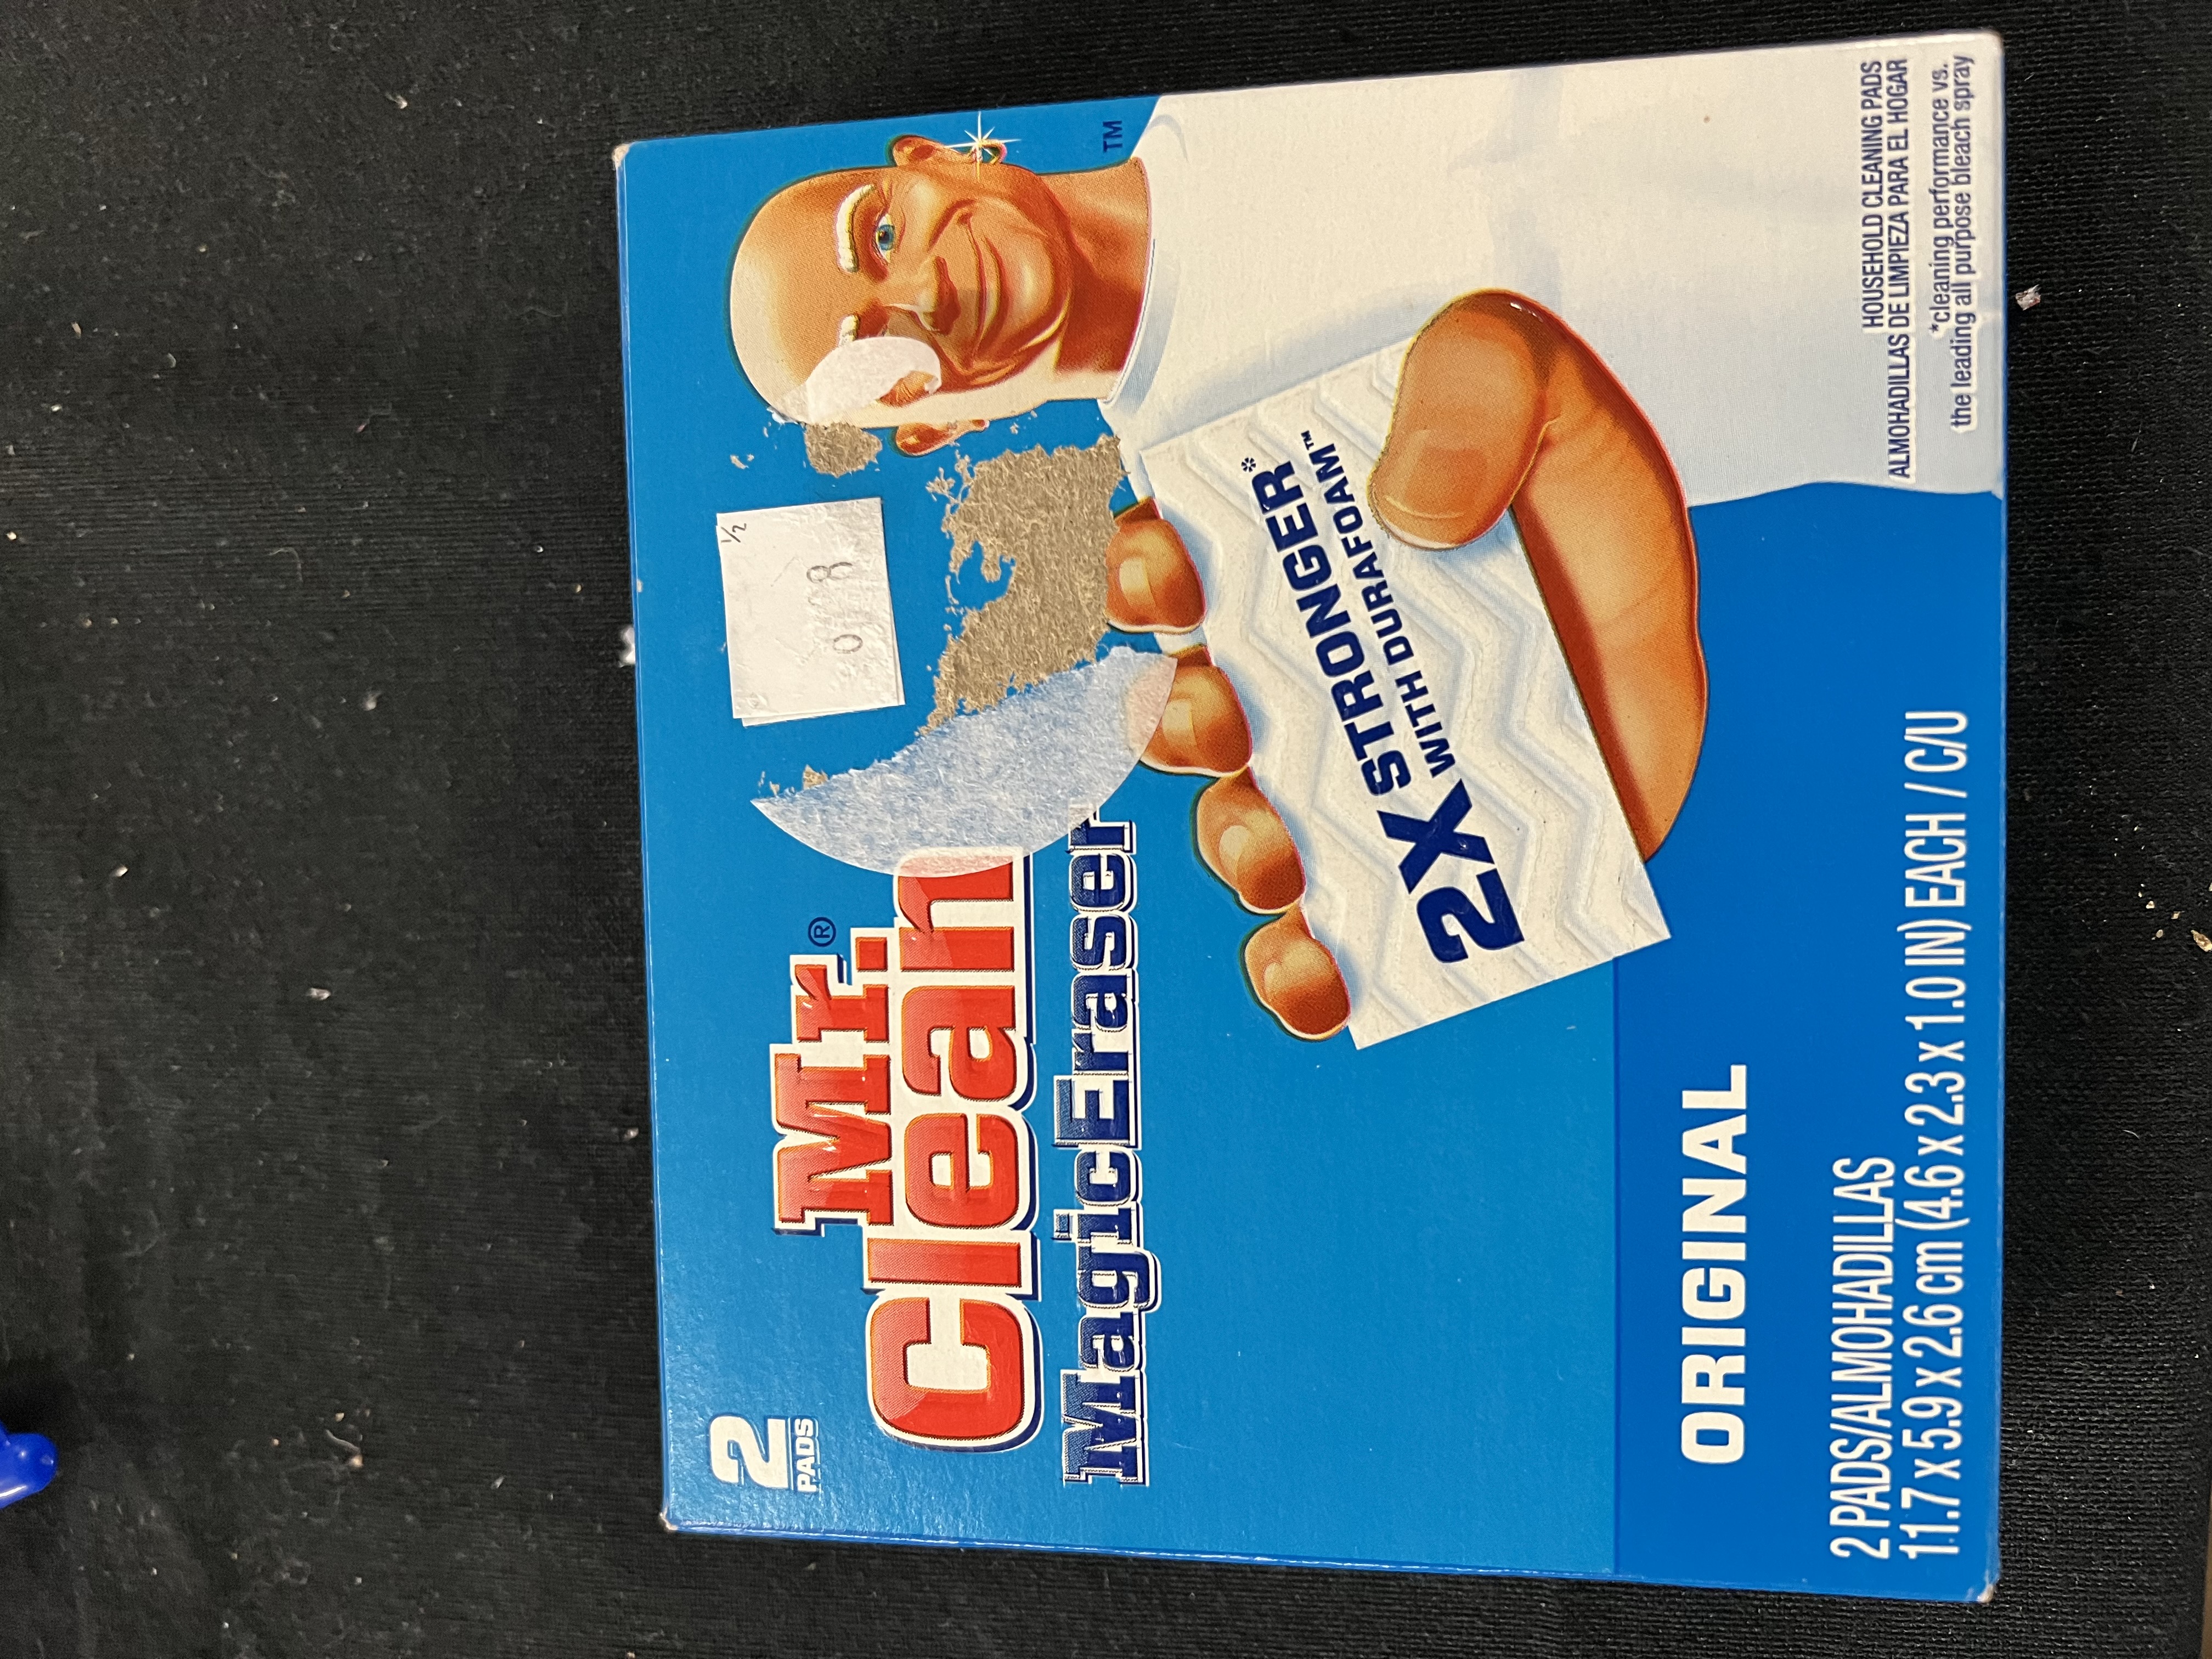 2
PADS
Mr.®
Clean
MagicEraser
1/2
TM
2X STRONGER*
WITH DURAFOAM™
ORIGINAL
2 PADS/ALMOHADILLAS
11.7 x 5.9 x 2.6 cm (4.6 x 2.3 x 1.0 IN) EACH / C/U
HOUSEHOLD CLEANING PADS
ALMOHADILLAS DE LIMPIEZA PARA EL HOGAR
*cleaning performance vs.
the leading all purpose bleach spray